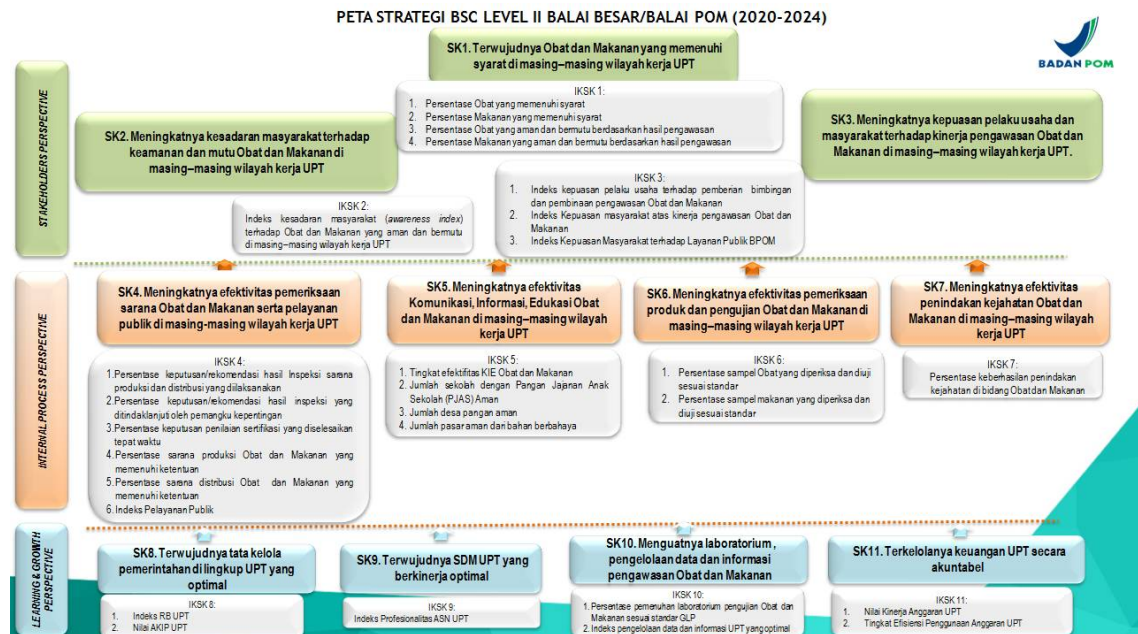 PETA STRATEGI BSC LEVEL II BALAI BESAR/BALAI POM (2020-2024)
BADAN POM
STAKEHOLDERS PERSPECTIVE
SK1. Terwujudnya Obat dan Makanan yang memenuhi
syarat di masing–masing wilayah kerja UPT
IKSK 1:
1. Persentase Obat yang memenuhi syarat
2. Persentase Makanan yang memenuhi syarat
3. Persentase Obat yang aman dan bermutu berdasarkan hasil pengawasan
4. Persentase Makanan yang aman dan bermutu berdasarkan hasil pengawasan
SK2. Meningkatnya kesadaran masyarakat terhadap
keamanan dan mutu Obat dan Makanan di
masing–masing wilayah kerja UPT
IKSK 2:
Indeks kesadaran masyarakat (awareness index)
terhadap Obat dan Makanan yang aman dan bermutu
di masing–masing wilayah kerja UPT
SK3. Meningkatnya kepuasan pelaku usaha dan
masyarakat terhadap kinerja pengawasan Obat dan
Makanan di masing–masing wilayah kerja UPT.
IKSK 3:
1. Indeks kepuasan pelaku usaha terhadap pemberian bimbingan
dan pembinaan pengawasan Obat dan Makanan
2. Indeks Kepuasan masyarakat atas kinerja pengawasan Obat dan
Makanan
3. Indeks Kepuasan Masyarakat terhadap Layanan Publik BPOM
INTERNAL PROCESS PERSPECTIVE
SK4. Meningkatnya efektivitas pemeriksaan
sarana Obat dan Makanan serta pelayanan
publik di masing-masing wilayah kerja UPT
IKSK 4:
1.Persentase keputusan/rekomendasi hasil Inspeksi sarana
produksi dan distribusi yang dilaksanakan
2.Persentase keputusan/rekomendasi hasil inspeksi yang
ditindaklanjuti oleh pemangku kepentingan
3.Persentase keputusan penilaian sertifikasi yang diselesaikan
tepat waktu
4.Persentase sarana produksi Obat dan Makanan yang
memenuhi ketentuan
5.Persentase sarana distribusi Obat dan Makanan yang
memenuhi ketentuan
6. Indeks Pelayanan Publik
SK5. Meningkatnya efektivitas
Komunikasi, Informasi, Edukasi Obat
dan Makanan di masing–masing wilayah
kerja UPT
IKSK 5:
1. Tingkat efektifitas KIE Obat dan Makanan
2. Jumlah sekolah dengan Pangan Jajanan Anak
Sekolah (PJAS) Aman
3. Jumlah desa pangan aman
4. Jumlah pasar aman dari bahan berbahaya
SK6. Meningkatnya efektivitas pemeriksaan
produk dan pengujian Obat dan Makanan di
masing–masing wilayah kerja UPT
IKSK 6:
1. Persentase sampel Obat yang diperiksa dan diuji
sesuai standar
2. Persentase sampel makanan yang diperiksa dan
diuji sesuai standar
SK7. Meningkatnya efektivitas
penindakan kejahatan Obat dan
Makanan di masing–masing wilayah
kerja UPT
IKSK 7:
Persentase keberhasilan penindakan
kejahatan di bidang Obat dan Makanan
LEARNING & GROWTH
PERSPECTIVE
SK8. Terwujudnya tata kelola
pemerintahan di lingkup UPT yang
optimal
IKSK 8:
1. Indeks RB UPT
2. Nilai AKIP UPT
SK9. Terwujudnya SDM UPT yang
berkinerja optimal
IKSK 9:
Indeks Profesionalitas ASN UPT
SK10. Menguatnya laboratorium ,
pengelolaan data dan informasi
pengawasan Obat dan Makanan
IKSK 10:
1.Persentase pemenuhan laboratorium pengujian Obat dan
Makanan sesuai standar GLP
2.Indeks pengelolaan data dan informasi UPT yang optimal
SK11. Terkelolanya keuangan UPT secara
akuntabel
IKSK 11:
1. Nilai Kinerja Anggaran UPT
2. Tingkat Efisiensi Penggunaan Anggaran UPT